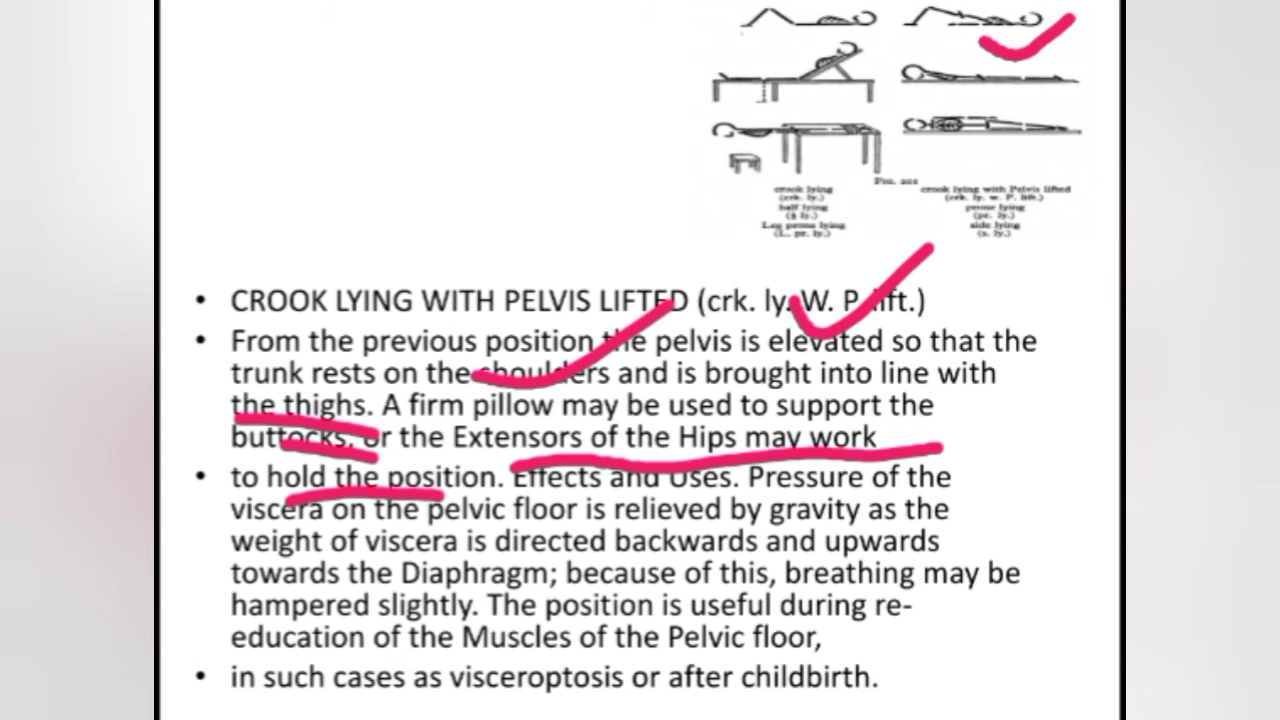 FIG. 201
crook lying
(crk. ly.)
half lying
(½ ly.)
Leg prone lying
(L. pr. ly.)
crook lying with Pelvis lifted
(crk. ly. w. P. lift.)
prone lying
(pr. ly.)
side lying
(s. ly.)
• CROOK LYING WITH PELVIS LIFTED (crk. ly. W. P. lift.)
• From the previous position the pelvis is elevated so that the
trunk rests on the shoulders and is brought into line with
the thighs. A firm pillow may be used to support the
buttocks, or the Extensors of the Hips may work
• to hold the position. Effects and Uses. Pressure of the
viscera on the pelvic floor is relieved by gravity as the
weight of viscera is directed backwards and upwards
towards the Diaphragm; because of this, breathing may be
hampered slightly. The position is useful during re-
education of the Muscles of the Pelvic floor,
• in such cases as visceroptosis or after childbirth.